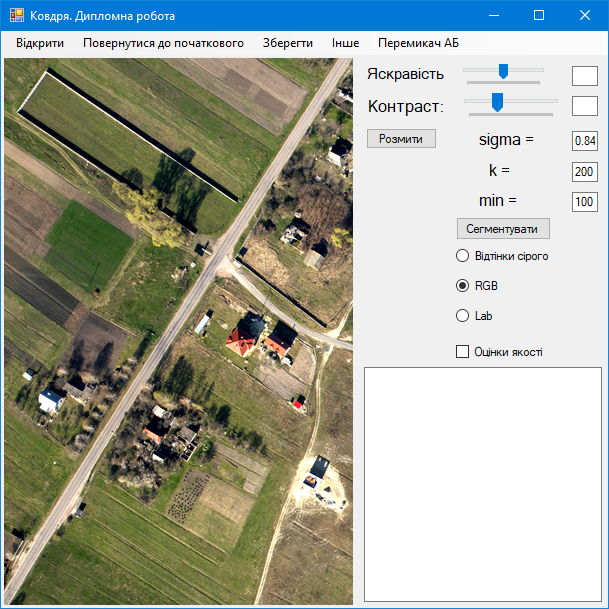 Ковдря. Дипломна робота
Відкрити Повернутися до початкового Зберегти Інше Перемикач АБ
Яскравість
Контраст:
Розмити sigma = 0.84
k = 200
min = 100
Сегментувати
Відтінки сірого
RGB
Lab
Оцінки якості